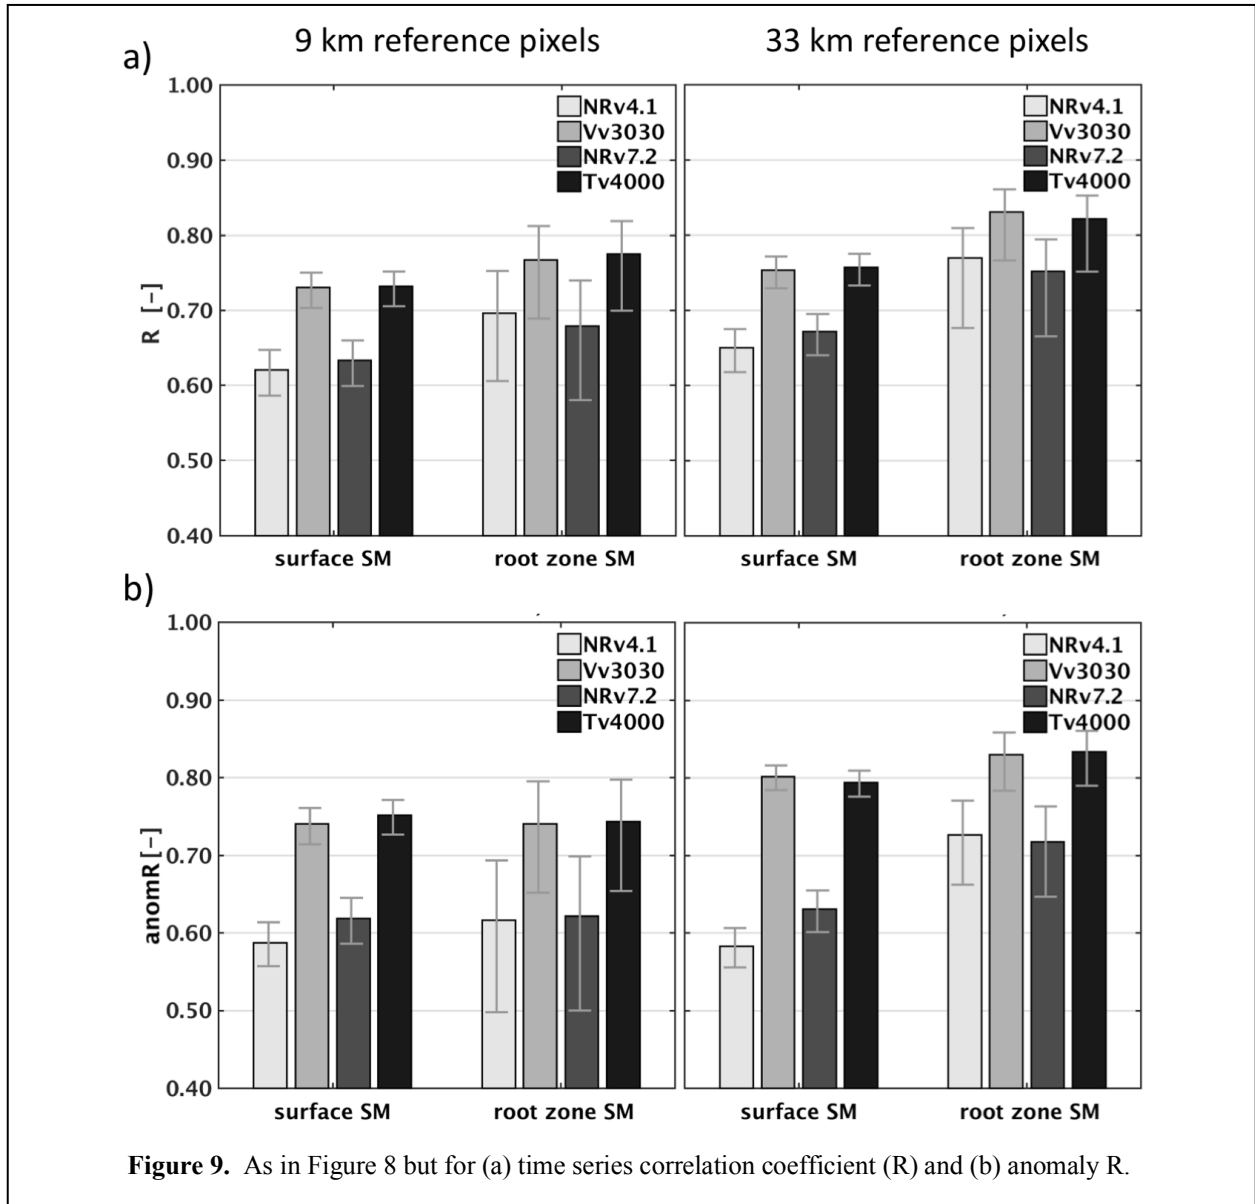 9 km reference pixels
33 km reference pixels
a)
1.00
0.90
0.80
0.70
0.60
0.50
0.40
R [-]
NRv4.1
Vv3030
NRv7.2
Tv4000
NRv4.1
Vv3030
NRv7.2
Tv4000
surface SM
root zone SM
surface SM
root zone SM
b)
1.00
0.90
0.80
0.70
0.60
0.50
0.40
anomR[-]
NRv4.1
Vv3030
NRv7.2
Tv4000
NRv4.1
Vv3030
NRv7.2
Tv4000
surface SM
root zone SM
surface SM
root zone SM
Figure 9. As in Figure 8 but for (a) time series correlation coefficient (R) and (b) anomaly R.